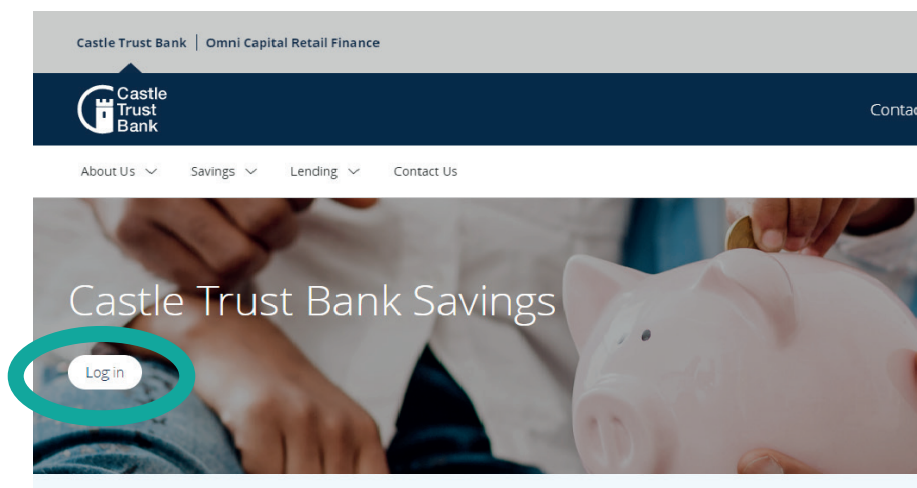 Castle Trust Bank | Omni Capital Retail Finance
Castle
Trust
Bank
About Us Savings Lending Contact Us
Castle Trust Bank Savings
Log in